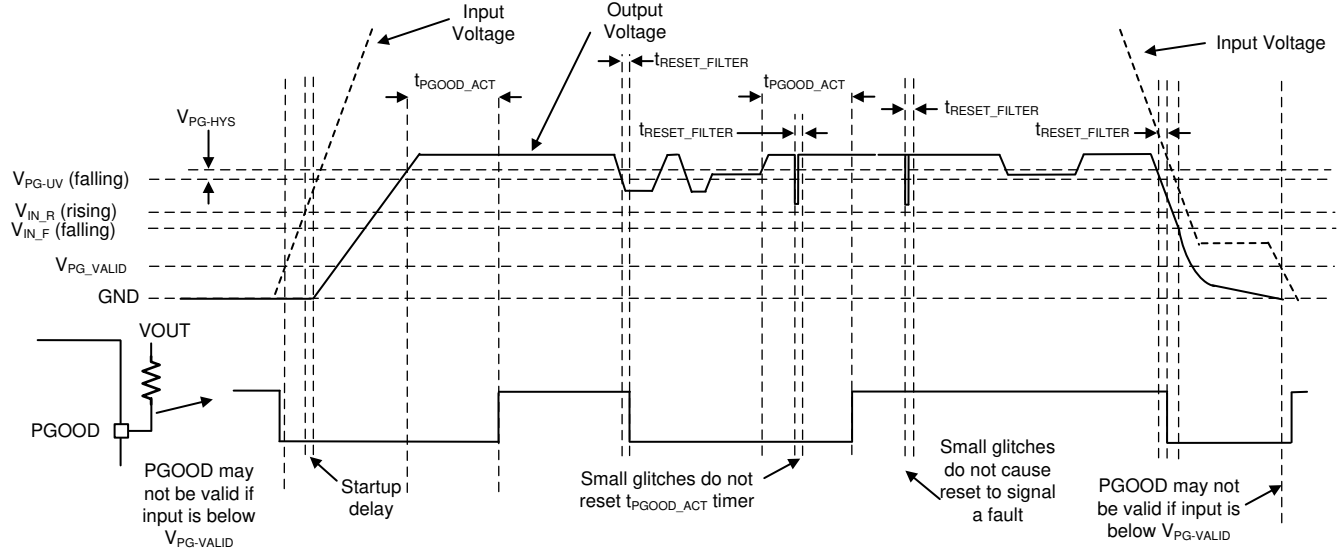 Input
Voltage
Output
Voltage
Input Voltage
tRESET_FILTER
tPGOOD_ACT
tPGOOD_ACT
tRESET_FILTER
tRESET_FILTER
tRESET_FILTER
VPG-HYS
VPG-UV (falling)
VIN_R (rising)
VIN_F (falling)
VPG_VALID
GND
VOUT
PGOOD
PGOOD may
not be valid if
input is below
VPG-VALID
Startup
delay
Small glitches do not
reset tPGOOD_ACT timer
Small glitches
do not cause
reset to signal
a fault
PGOOD may not
be valid if input is
below VPG-VALID